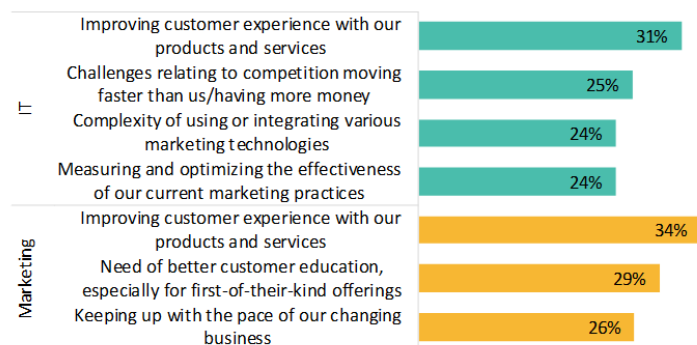 IT
Improving customer experience with our
products and services
31%
Challenges relating to competition moving
faster than us/having more money
25%
Complexity of using or integrating various
marketing technologies
24%
Measuring and optimizing the effectiveness
of our current marketing practices
24%
Marketing
Improving customer experience with our
products and services
34%
Need of better customer education,
especially for first-of-their-kind offerings
29%
Keeping up with the pace of our changing
business
26%